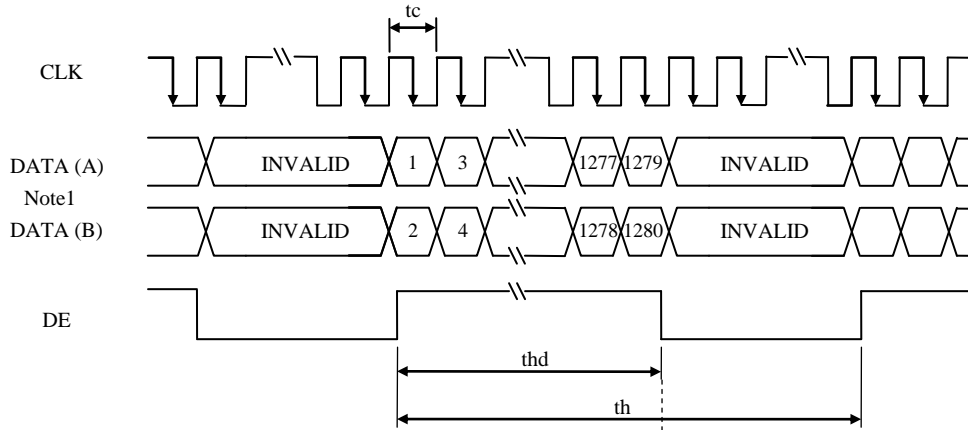 tc
CLK
DATA (A) INVALID 1 3 1277 1279 INVALID
Note1
DATA (B) INVALID 2 4 1278 1280 INVALID
DE
thd
th